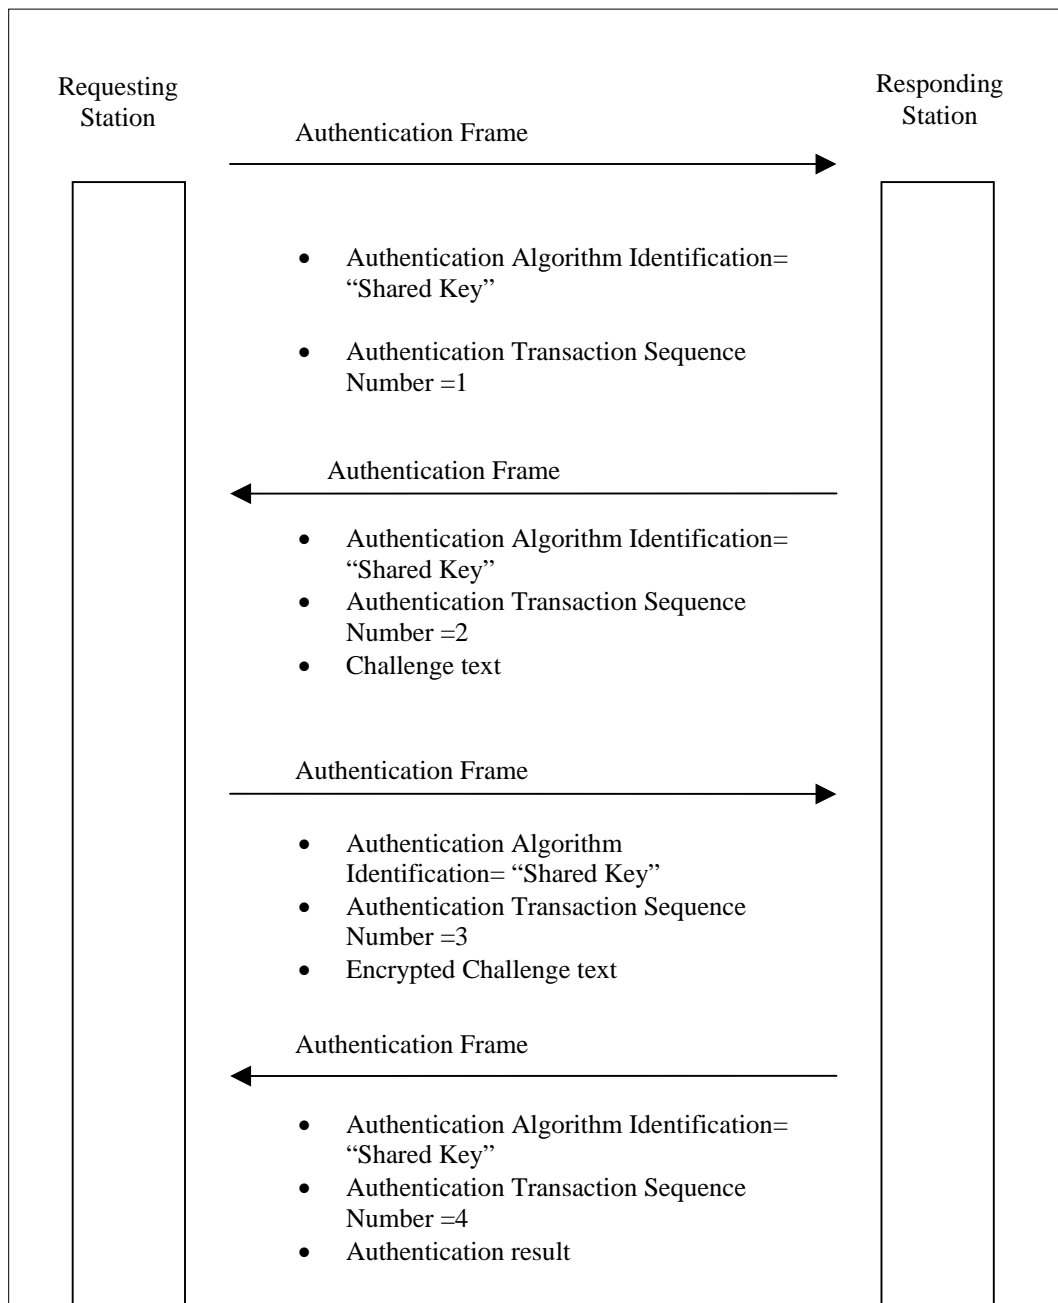 Requesting
Station
Responding
Station
Authentication Frame
• Authentication Algorithm Identification=
“Shared Key”
• Authentication Transaction Sequence
Number =1
Authentication Frame
• Authentication Algorithm Identification=
“Shared Key”
• Authentication Transaction Sequence
Number =2
• Challenge text
Authentication Frame
• Authentication Algorithm
Identification= “Shared Key”
• Authentication Transaction Sequence
Number =3
• Encrypted Challenge text
Authentication Frame
• Authentication Algorithm Identification=
“Shared Key”
• Authentication Transaction Sequence
Number =4
• Authentication result